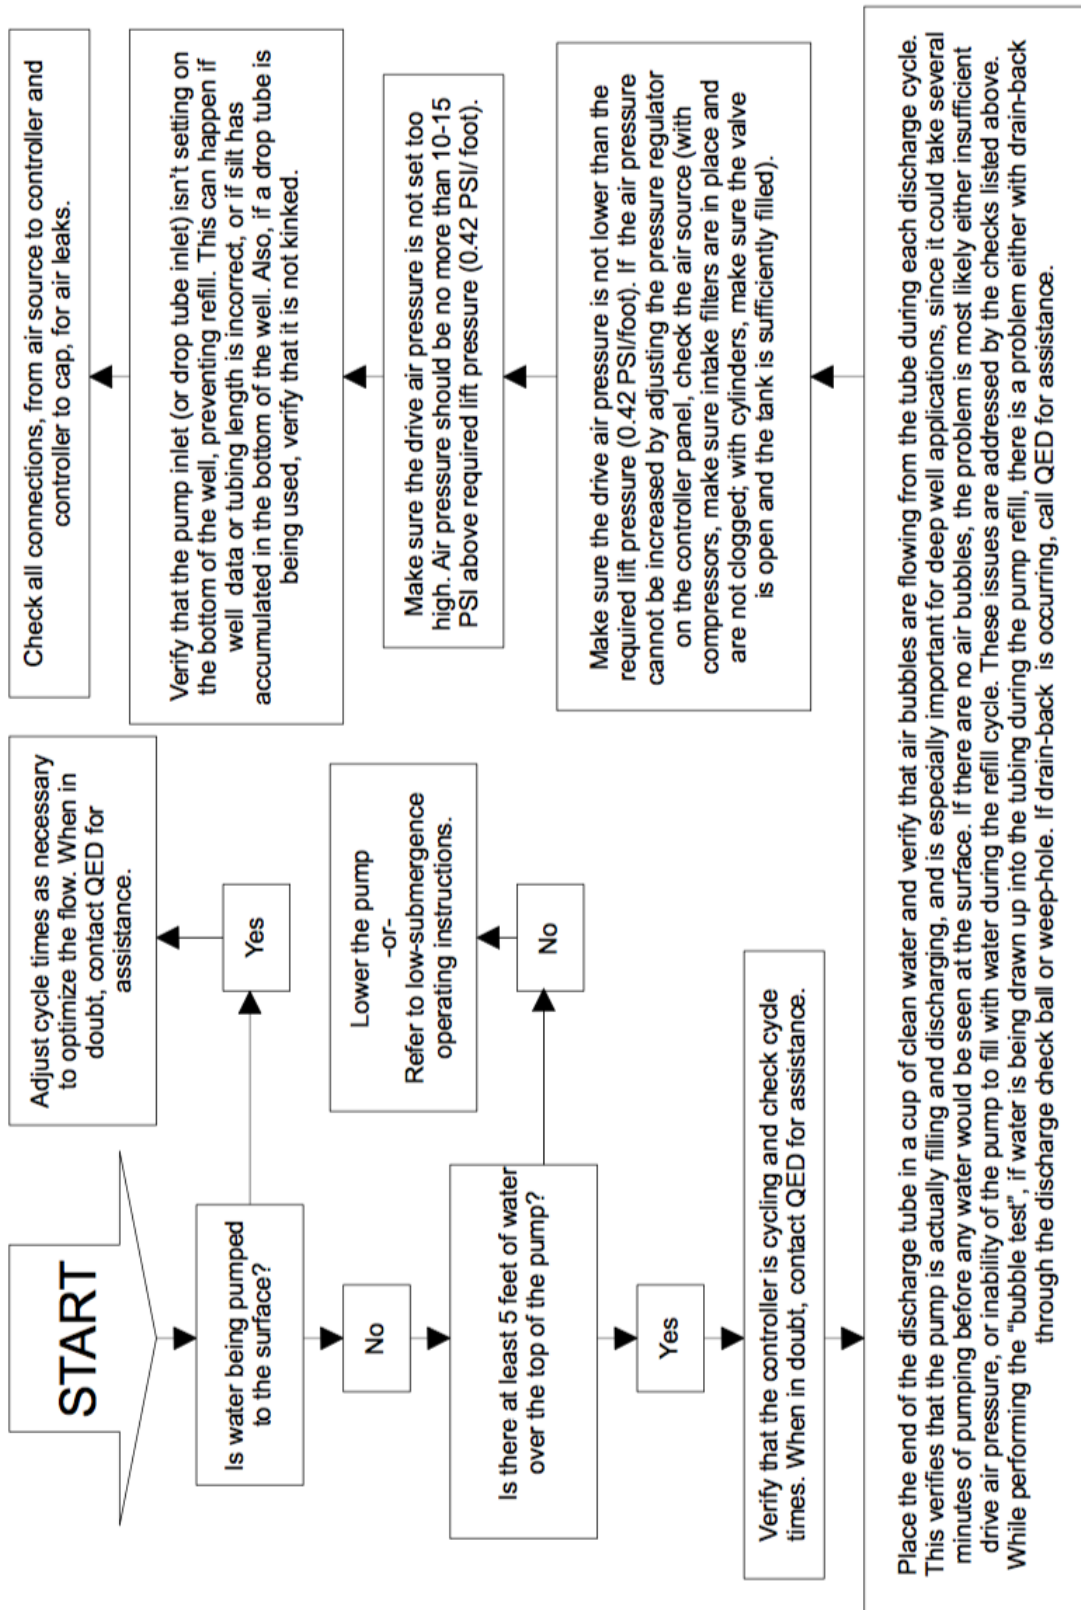 START
Is water being pumped
to the surface?
Yes
Adjust cycle times as necessary
to optimize the flow. When in
doubt, contact QED for
assistance.
No
Is there at least 5 feet of water
over the top of the pump?
No
Lower the pump
-or-
Refer to low-submergence
operating instructions.
Yes
Verify that the controller is cycling and check cycle
times. When in doubt, contact QED for assistance.
Place the end of the discharge tube in a cup of clean water and verify that air bubbles are flowing from the tube during each discharge cycle.
This verifies that the pump is actually filling and discharging, and is especially important for deep well applications, since it could take several
minutes of pumping before any water would be seen at the surface. If there are no air bubbles, the problem is most likely either insufficient
drive air pressure, or inability of the pump to fill with water during the refill cycle. These issues are addressed by the checks listed above.
While performing the “bubble test”, if water is being drawn up into the tubing during the pump refill, there is a problem either with drain-back
through the discharge check ball or weep-hole. If drain-back is occurring, call QED for assistance.
Make sure the drive air pressure is not lower than the
required lift pressure (0.42 PSI/foot). If the air pressure
cannot be increased by adjusting the pressure regulator
on the controller panel, check the air source (with
compressors, make sure intake filters are in place and
are not clogged; with cylinders, make sure the valve
is open and the tank is sufficiently filled).
Make sure the drive air pressure is not set too
high. Air pressure should be no more than 10-15
PSI above required lift pressure (0.42 PSI/ foot).
Verify that the pump inlet (or drop tube inlet) isn't setting on
the bottom of the well, preventing refill. This can happen if
well data or tubing length is incorrect, or if silt has
accumulated in the bottom of the well. Also, if a drop tube is
being used, verify that it is not kinked.
Check all connections, from air source to controller and
controller to cap, for air leaks.